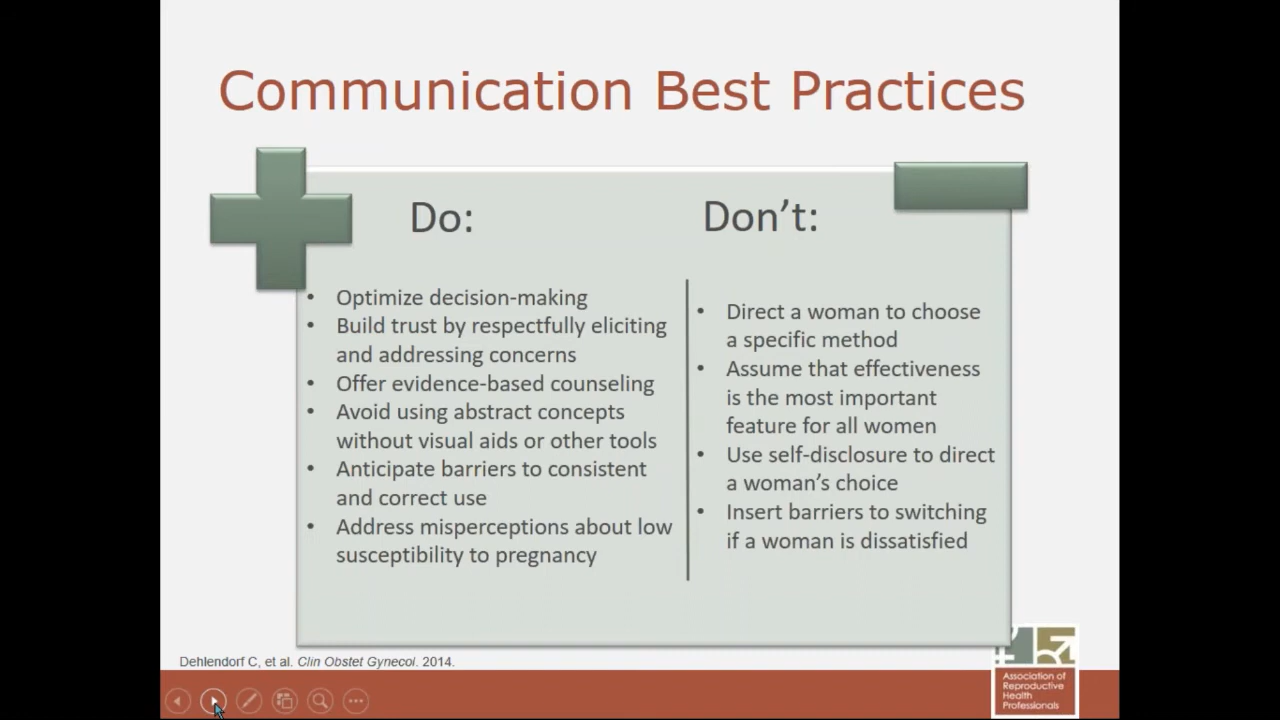 Communication Best Practices
Do:
• Optimize decision-making
• Build trust by respectfully eliciting
and addressing concerns
• Offer evidence-based counseling
• Avoid using abstract concepts
without visual aids or other tools
• Anticipate barriers to consistent
and correct use
• Address misperceptions about low
susceptibility to pregnancy
Don’t:
• Direct a woman to choose
a specific method
• Assume that effectiveness
is the most important
feature for all women
• Use self-disclosure to direct
a woman’s choice
• Insert barriers to switching
if a woman is dissatisfied
Dehlendorf C, et al. Clin Obstet Gynecol. 2014.
Association of
Reproductive
Health
Professionals